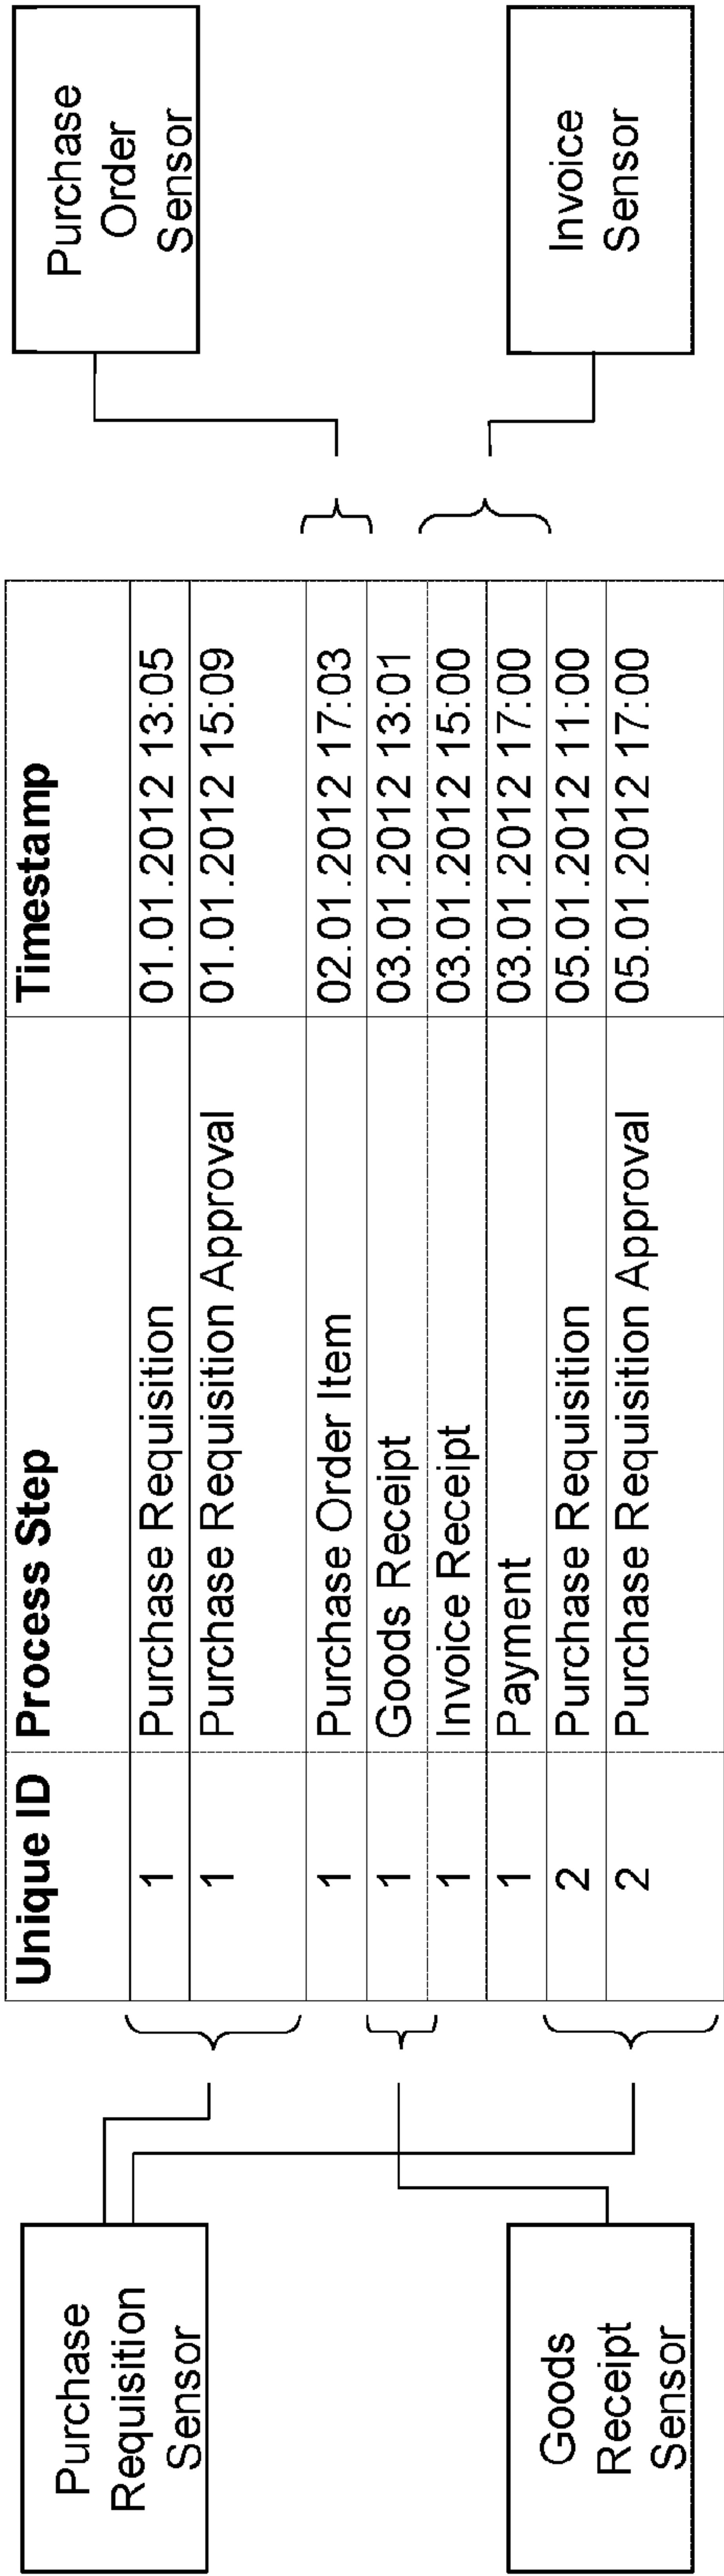 Purchase
Requisition
Sensor
Goods
Receipt
Sensor
Unique ID Process Step Timestamp
1 Purchase Requisition 01.01.2012 13:05
1 Purchase Requisition Approval 01.01.2012 15:09
1 Purchase Order Item 02.01.2012 17:03
1 Goods Receipt 03.01.2012 13:01
1 Invoice Receipt 03.01.2012 15:00
1 Payment 03.01.2012 17:00
2 Purchase Requisition 05.01.2012 11:00
2 Purchase Requisition Approval 05.01.2012 17:00
Purchase
Order
Sensor
Invoice
Sensor